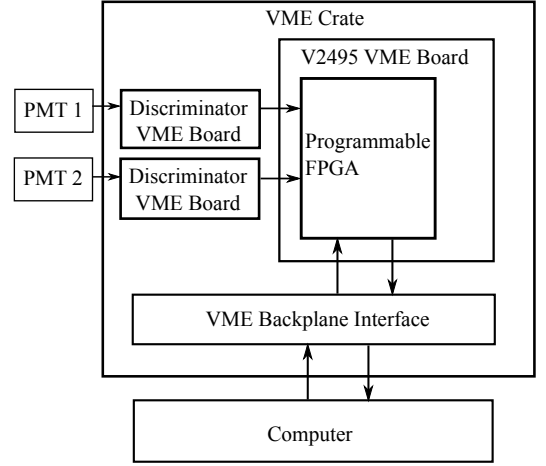 VME Crate
V2495 VME Board
PMT 1
Discriminator
VME Board
Programmable
FPGA
PMT 2
Discriminator
VME Board
VME Backplane Interface
Computer